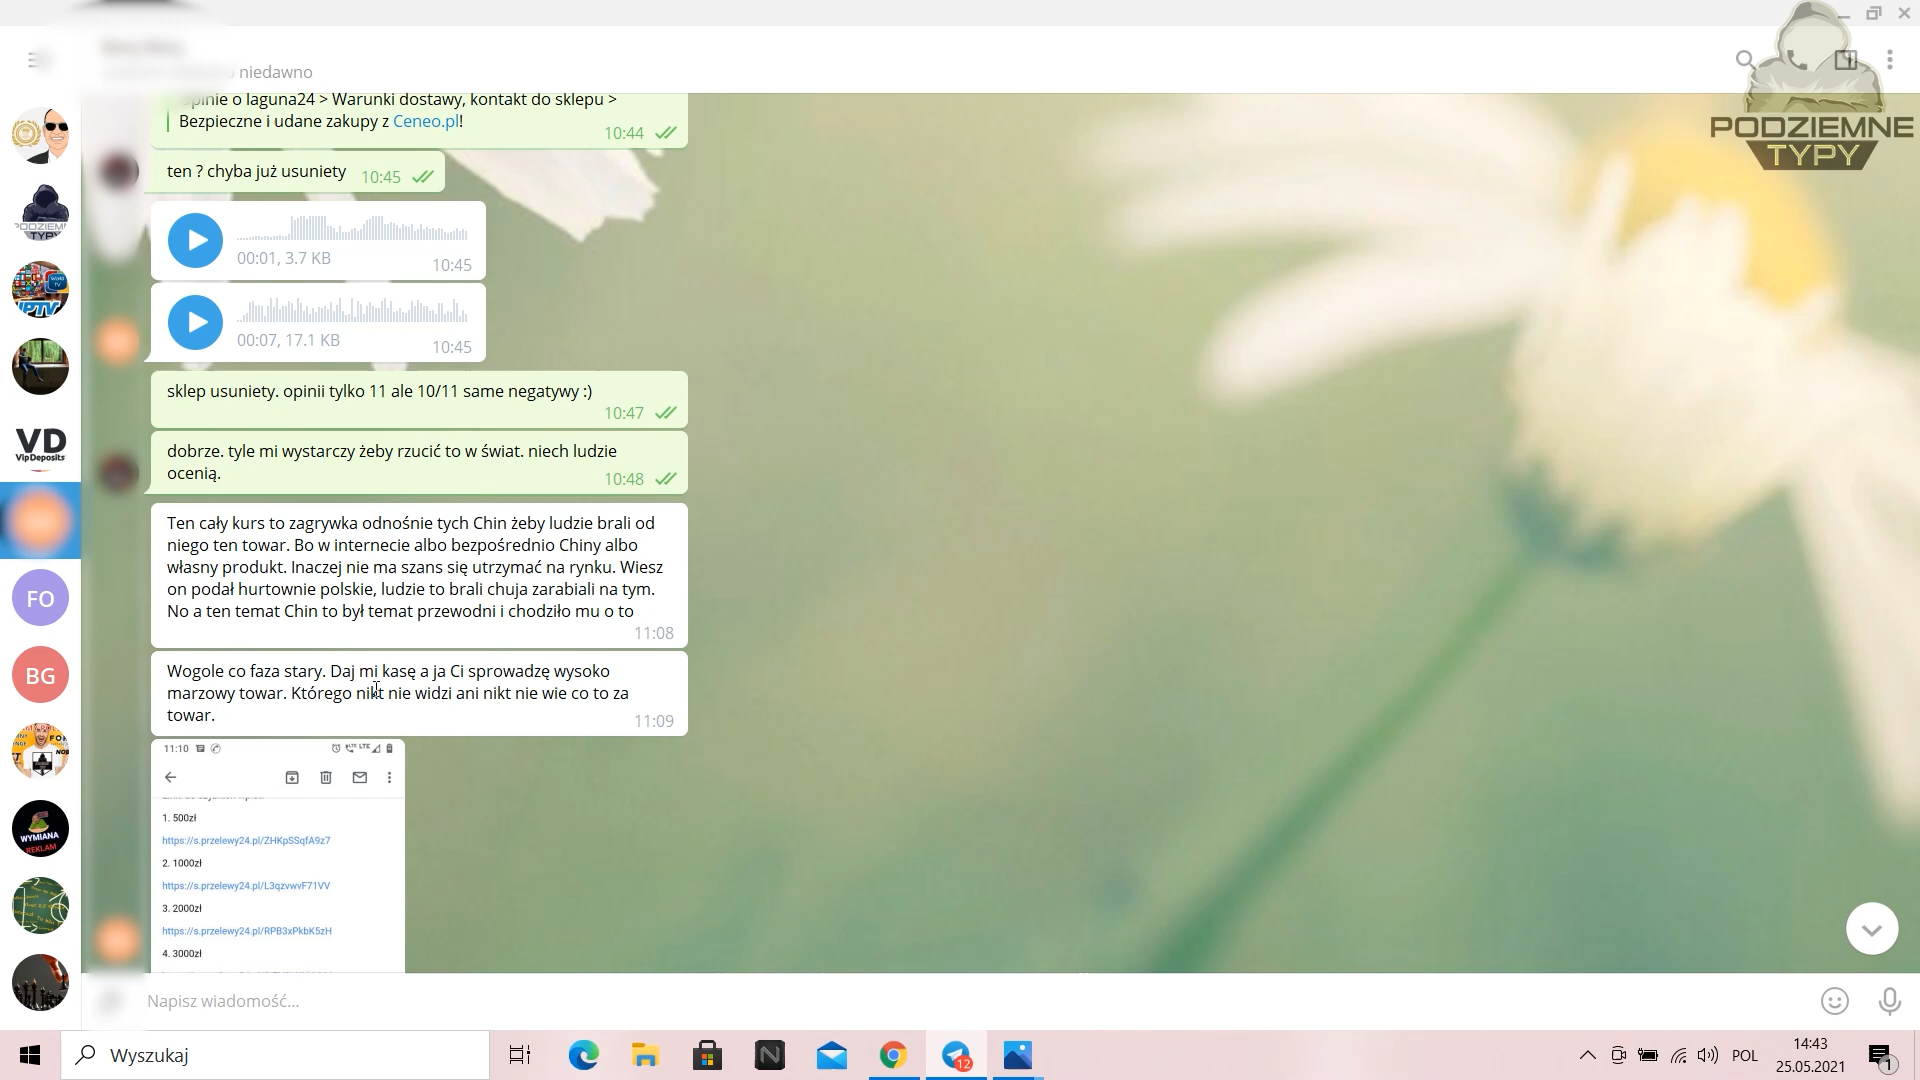 niedawno
opinie o laguna24 > Warunki dostawy, kontakt do sklepu >
Bezpieczne i udane zakupy z Ceneo.pl!
10:44
ten ? chyba już usuniety 10:45
00:01, 3.7 KB 10:45
00:07, 17.1 KB 10:45
sklep usuniety. opinii tylko 11 ale 10/11 same negatywy :)
10:47
dobrze. tyle mi wystarczy żeby rzucić to w świat. niech ludzie
ocenią. 10:48
Ten cały kurs to zagrywka odnośnie tych Chin żeby ludzie brali od
niego ten towar. Bo w internecie albo bezpośrednio Chiny albo
własny produkt. Inaczej nie ma szans się utrzymać na rynku. Wiesz
on podał hurtownie polskie, ludzie to brali chuja zarabiali na tym.
No a ten temat Chin to był temat przewodni i chodziło mu o to
11:08
Wogole co faza stary. Daj mi kasę a ja Ci sprowadzę wysoko
marzowy towar. Którego nikt nie widzi ani nikt nie wie co to za
towar. 11:09
11:10 LTE
1. 500zł
https://s.przelewy24.pl/ZHKpSSqfA9z7
2. 1000zł
https://s.przelewy24.pl/L3qzvwvF71VV
3. 2000zł
https://s.przelewy24.pl/RPB3xPkbK5zH
4. 3000zł
Napisz wiadomość...
PODZIEMNE
TYPY
IPTV
VD
VipDeposits
FO
BG
WYMIANA
REKLAM
Wyszukaj
12
POL
14:43
25.05.2021
1